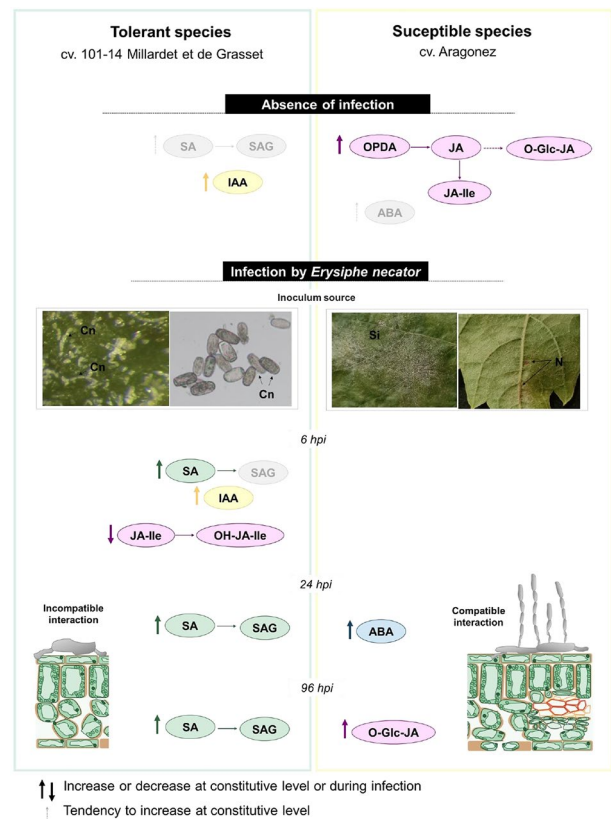 Tolerant species
cv. 101-14 Millardet et de Grasset
Suceptible species
cv. Aragonez
Absence of infection
SA
SAG
IAA
OPDA
JA
O-Glc-JA
JA-Ile
ABA
Infection by Erysiphe necator
Inoculum source
Cn
Cn
Cn
Si
N
6 hpi
SA
SAG
IAA
JA-Ile
OH-JA-Ile
24 hpi
Incompatible
interaction
SA
SAG
ABA
Compatible
interaction
96 hpi
SA
SAG
O-Glc-JA
Increase or decrease at constitutive level or during infection
Tendency to increase at constitutive level